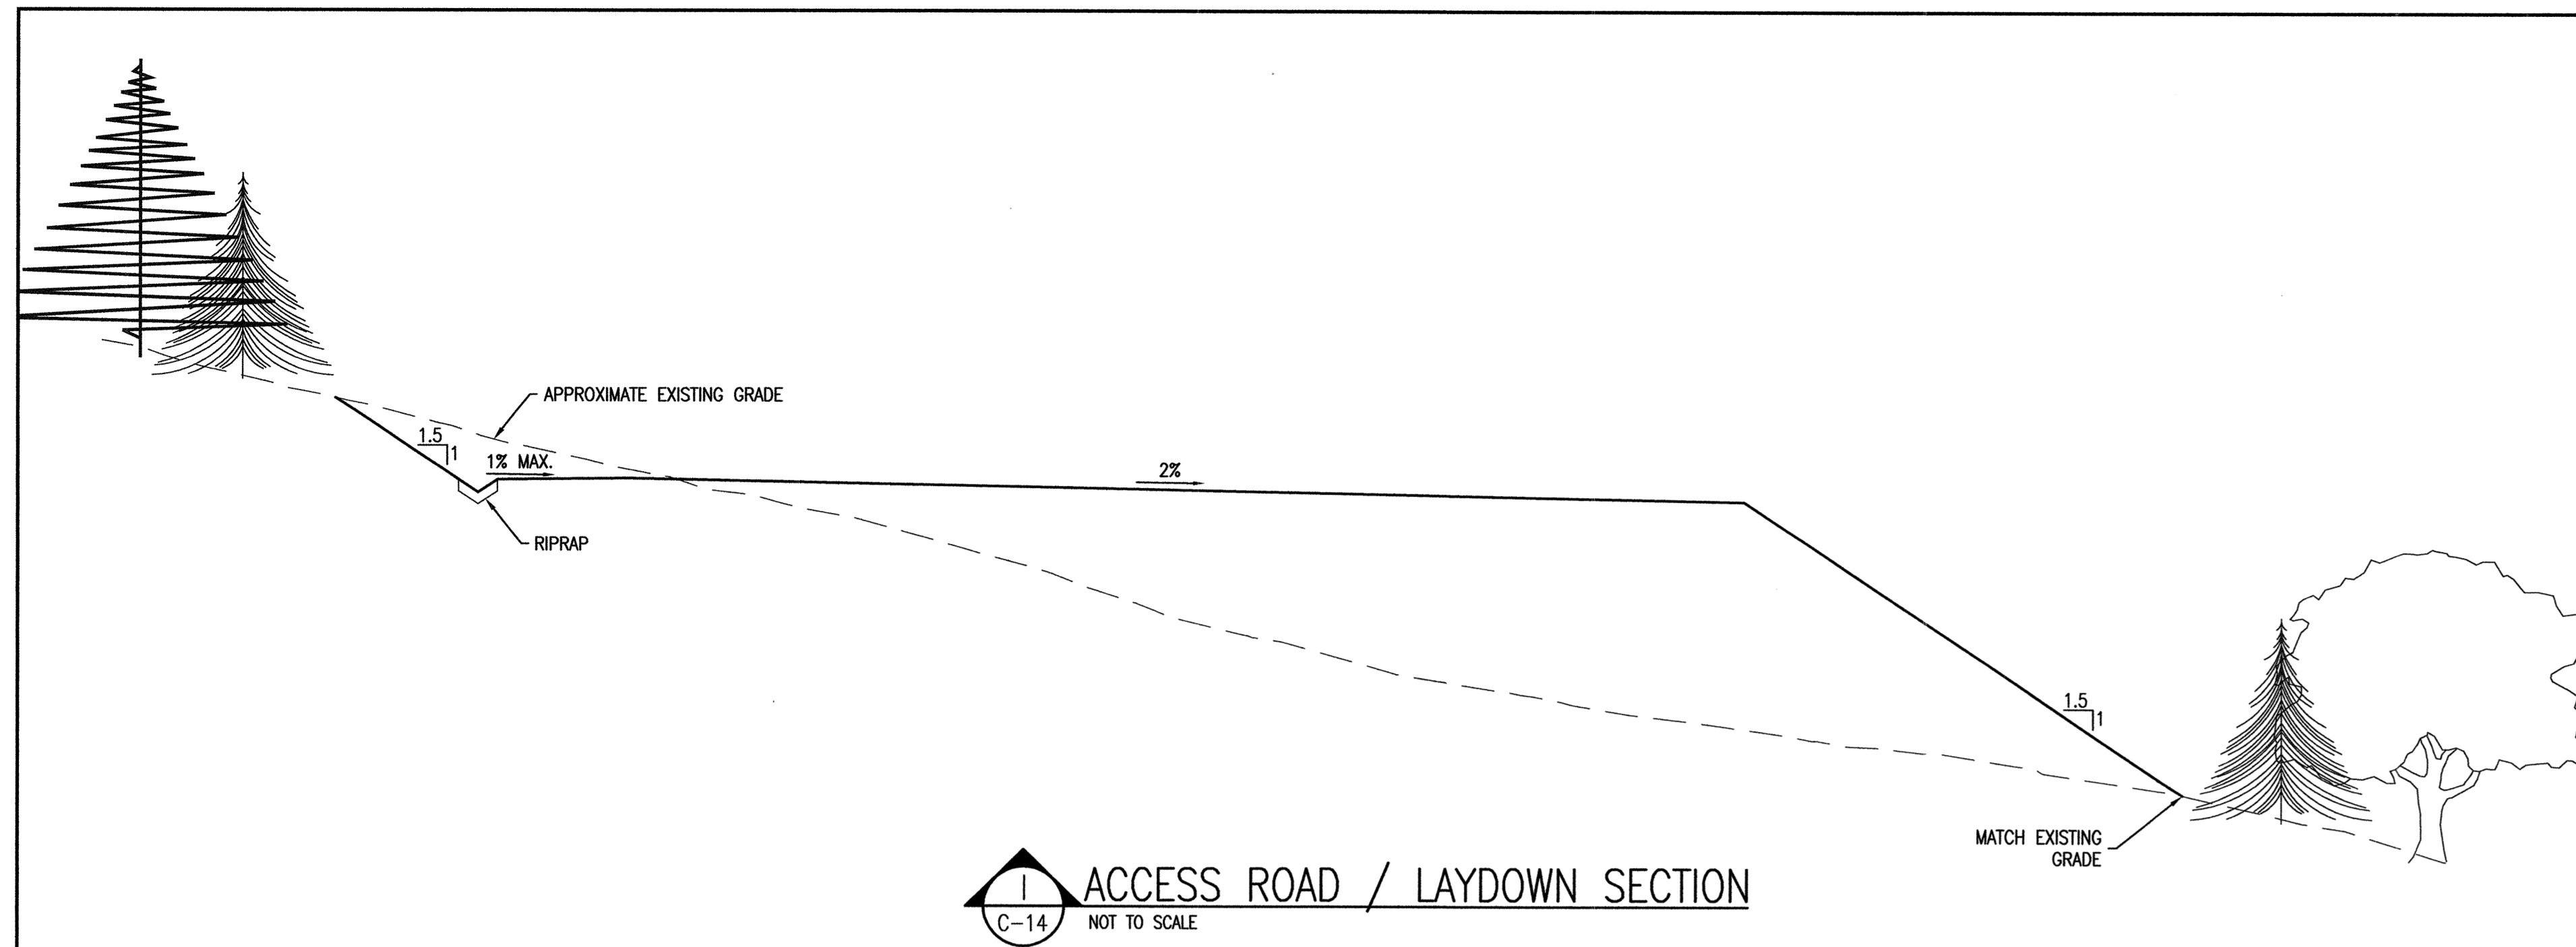 APPROXIMATE EXISTING GRADE
1.5
1
1% MAX.
2%
RIPRAP
1.5
1
MATCH EXISTING
GRADE
1
C-14
ACCESS ROAD / LAYDOWN SECTION
NOT TO SCALE